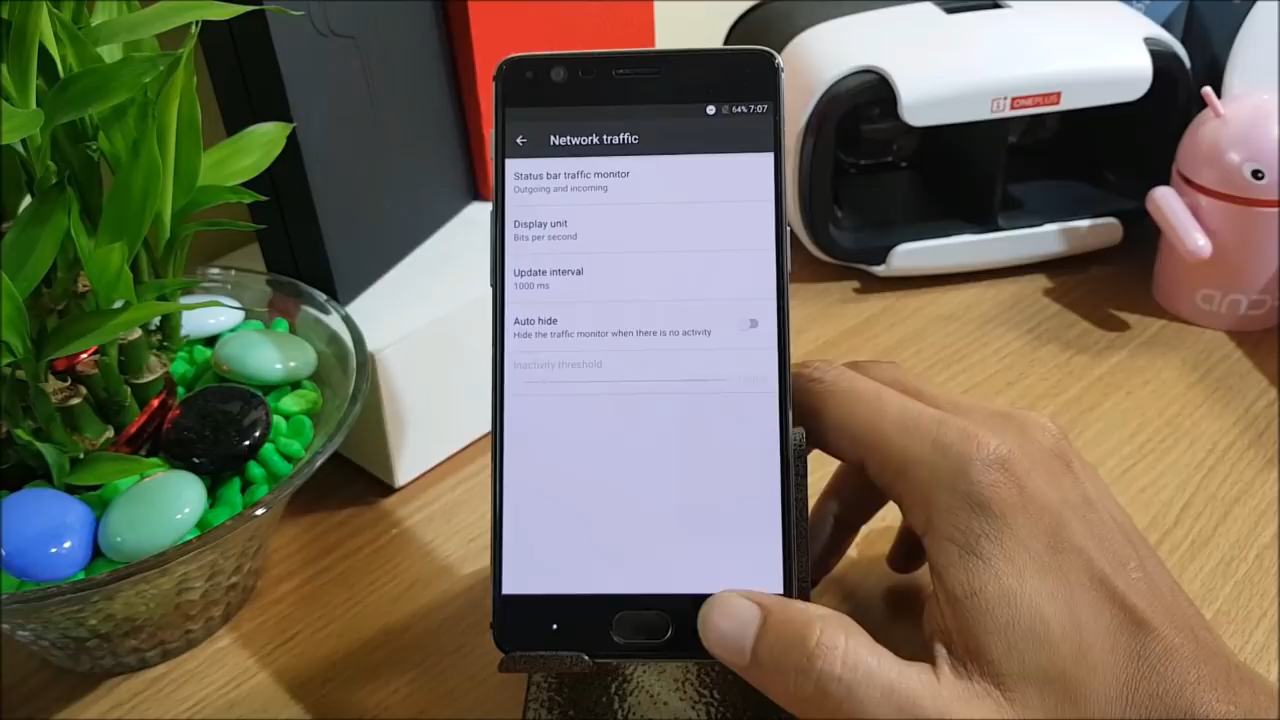 64% 7:07
Network traffic
Status bar traffic monitor
Outgoing and incoming
Display unit
Bits per second
Update interval
1000 ms
Auto hide
Hide the traffic monitor when there is no activity
Inactivity threshold
ONEPLUS